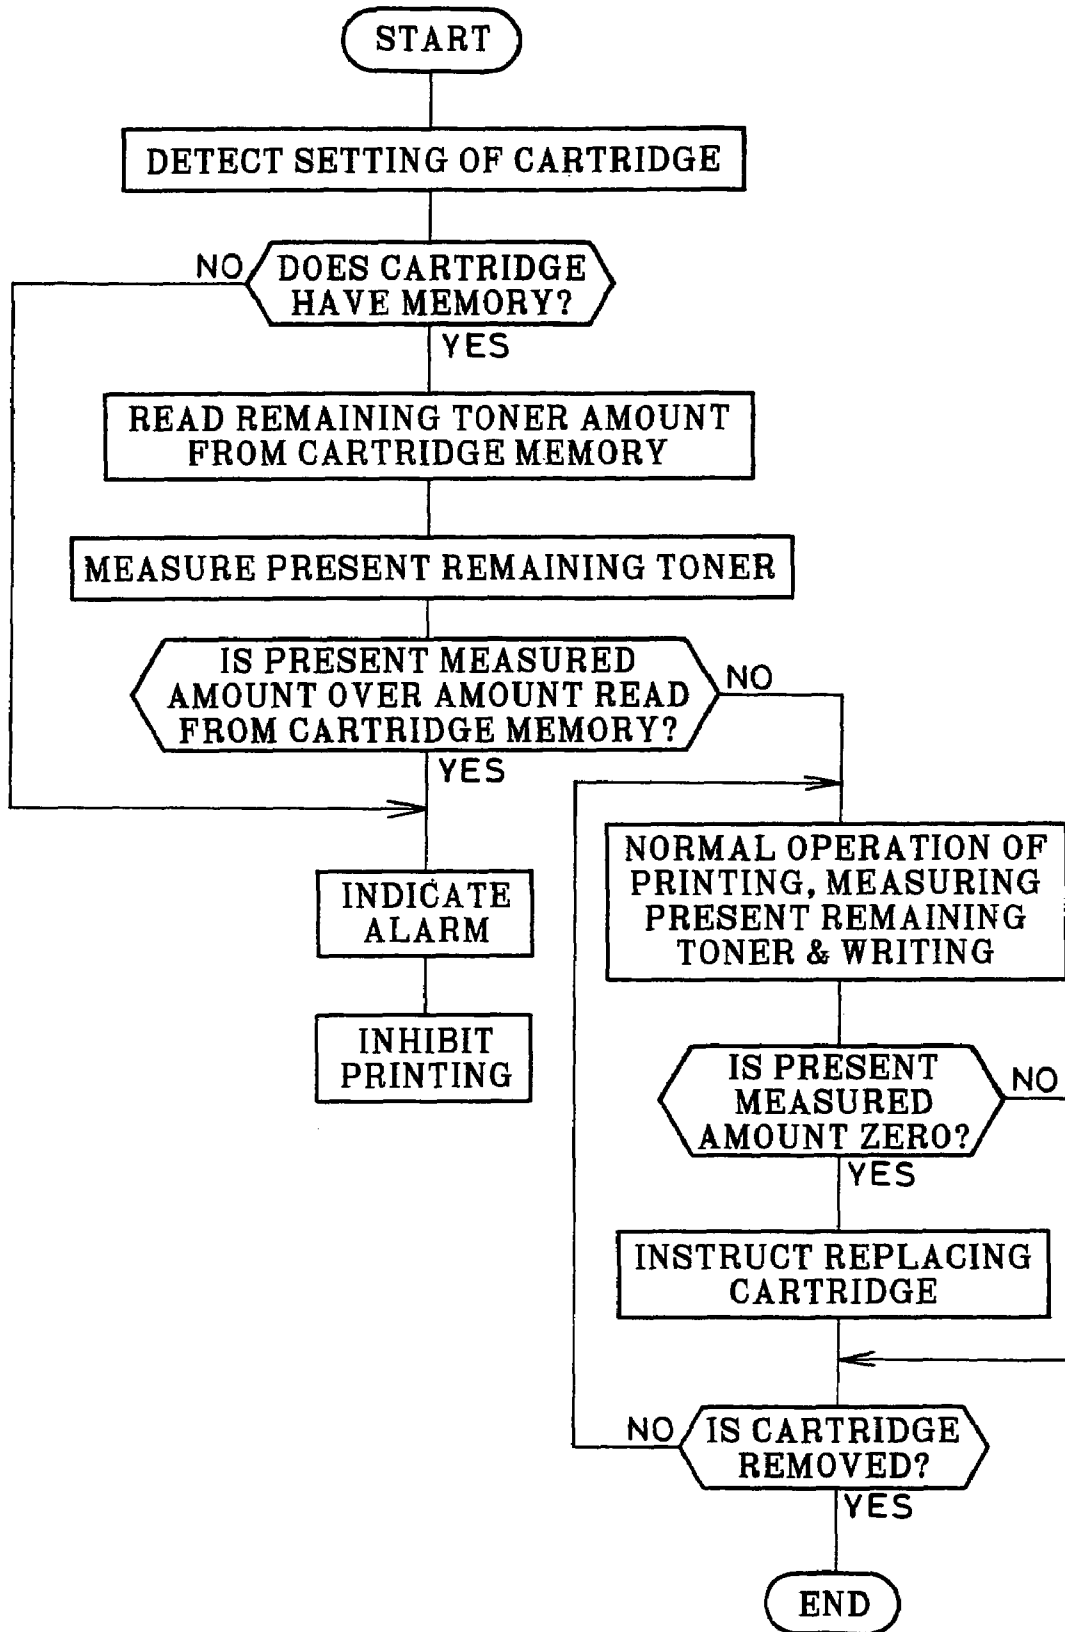 START
DETECT SETTING OF CARTRIDGE
NO
DOES CARTRIDGE
HAVE MEMORY?
YES
READ REMAINING TONER AMOUNT
FROM CARTRIDGE MEMORY
MEASURE PRESENT REMAINING TONER
IS PRESENT MEASURED
AMOUNT OVER AMOUNT READ
FROM CARTRIDGE MEMORY?
NO
YES
INDICATE
ALARM
INHIBIT
PRINTING
NORMAL OPERATION OF
PRINTING, MEASURING
PRESENT REMAINING
TONER & WRITING
IS PRESENT
MEASURED
AMOUNT ZERO?
NO
YES
INSTRUCT REPLACING
CARTRIDGE
NO
IS CARTRIDGE
REMOVED?
YES
END